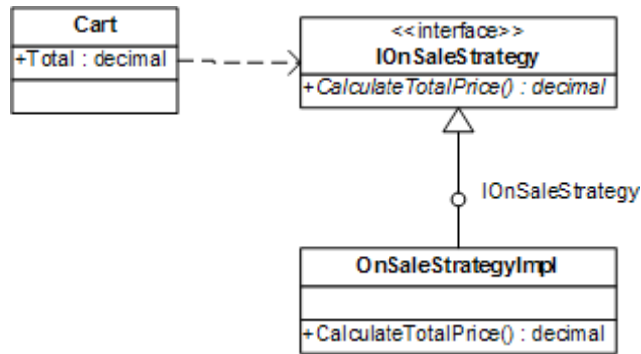 Cart
+Total : decimal
<<interface>>
IOnSaleStrategy
+CalculateTotalPrice() : decimal
IOnSaleStrategy
OnSaleStrategyImpl
+CalculateTotalPrice() : decimal